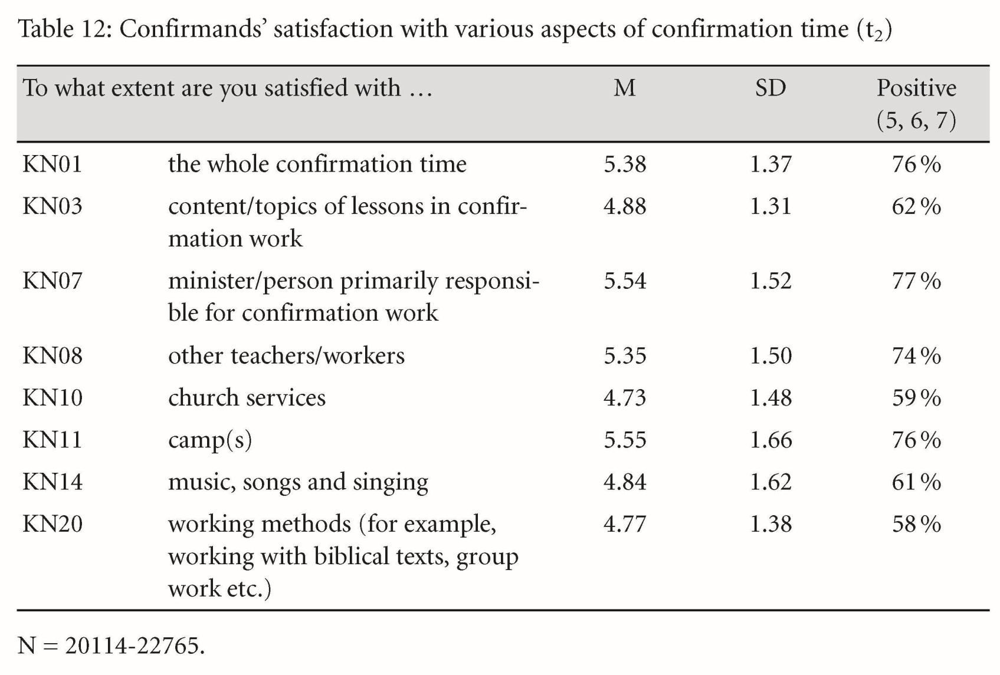 Table 12: Confirmands’ satisfaction with various aspects of confirmation time (t₂)
To what extent are you satisfied with … M SD Positive
(5, 6, 7)
KN01 the whole confirmation time 5.38 1.37 76 %
KN03 content/topics of lessons in confir- 4.88 1.31 62 %
mation work
KN07 minister/person primarily responsi- 5.54 1.52 77 %
ble for confirmation work
KN08 other teachers/workers 5.35 1.50 74 %
KN10 church services 4.73 1.48 59 %
KN11 camp(s) 5.55 1.66 76 %
KN14 music, songs and singing 4.84 1.62 61 %
KN20 working methods (for example, 4.77 1.38 58 %
working with biblical texts, group
work etc.)
N = 20114-22765.